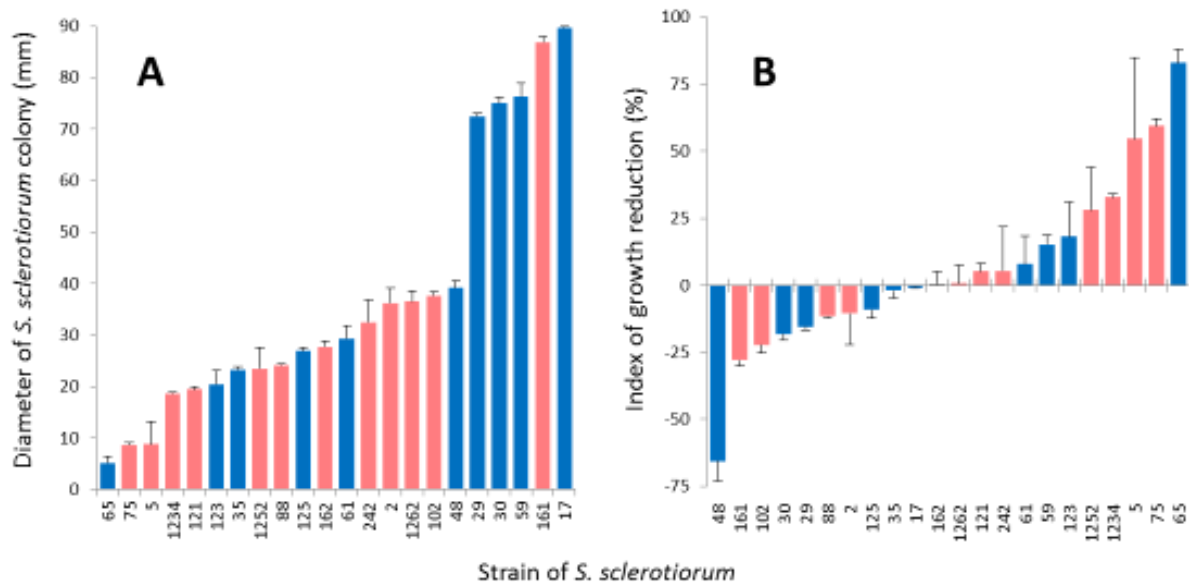 A
Diameter of S. sclerotiorum colony (mm)
90
80
70
60
50
40
30
20
10
0
65 75 5 1234 121 123 35 1252 88 125 162 61 242 2 1262 102 48 29 30 59 161 17
B
Index of growth reduction (%)
100
75
50
25
0
-25
-50
-75
48 161 102 30 29 88 2 125 35 17 162 1262 121 242 61 59 123 1252 1234 5 75 65
Strain of S. sclerotiorum